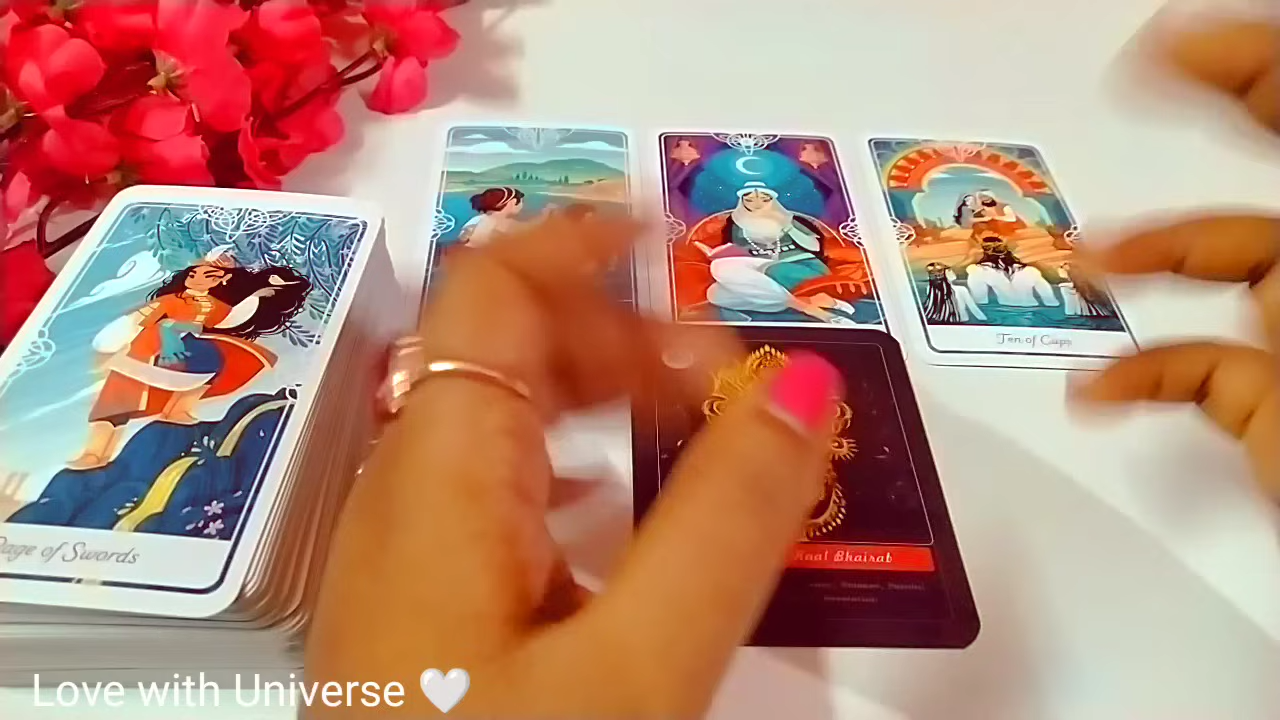 Ten of Cups
Page of Swords
Kaal Bhairab
Love with Universe 🤍